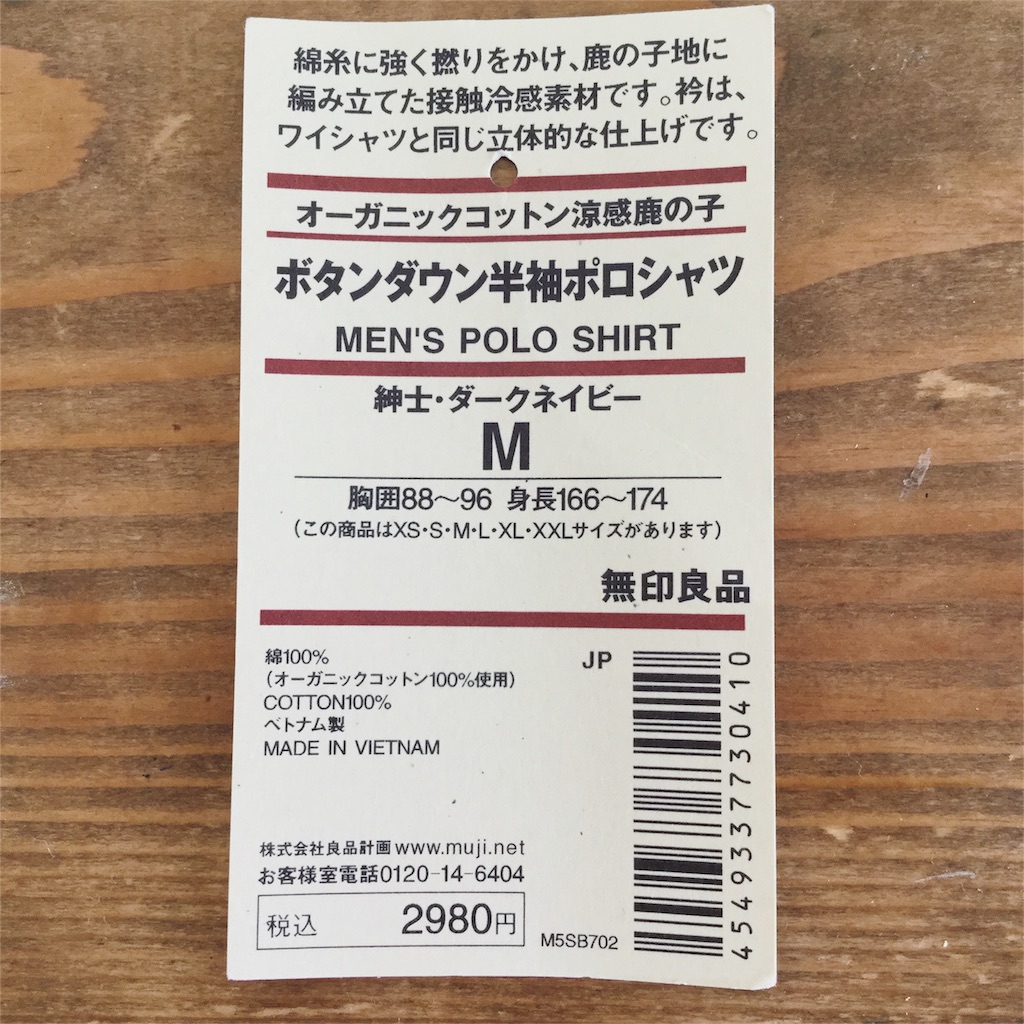 綿糸に強く撚りをかけ、鹿の子地に
編み立てた接触冷感素材です。衿は、
ワイシャツと同じ立体的な仕上げです。
オーガニックコットン涼感鹿の子
ボタンダウン半袖ポロシャツ
MEN'S POLO SHIRT
紳士・ダークネイビー
M
胸囲88〜96 身長166〜174
(この商品はXS・S・M・L・XL・XXLサイズがあります)
無印良品
綿100%
(オーガニックコットン100%使用)
COTTON100%
ベトナム製
MADE IN VIETNAM
JP
4549337730410
株式会社良品計画 www.muji.net
お客様室電話0120-14-6404
税込 2980円
M5SB702